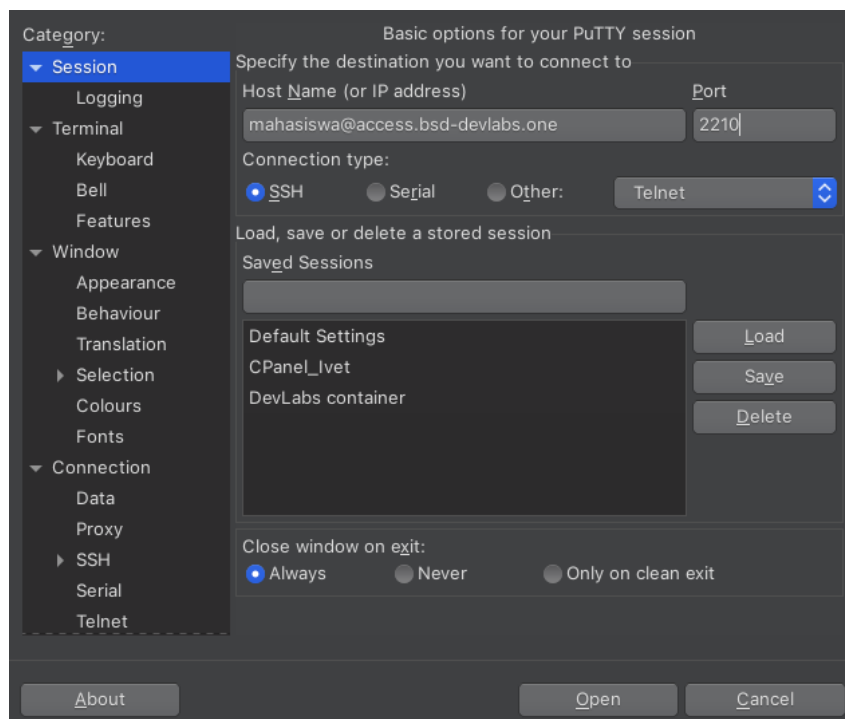 Category:
Session
Logging
Terminal
Keyboard
Bell
Features
Window
Appearance
Behaviour
Translation
Selection
Colours
Fonts
Connection
Data
Proxy
SSH
Serial
Telnet
Basic options for your PuTTY session
Specify the destination you want to connect to
Host Name (or IP address) Port
mahasiswa@access.bsd-devlabs.one 2210
Connection type:
SSH Serial Other: Telnet
Load, save or delete a stored session
Saved Sessions
Default Settings
CPanel_Ivet
DevLabs container
Load
Save
Delete
Close window on exit:
Always Never Only on clean exit
About Open Cancel